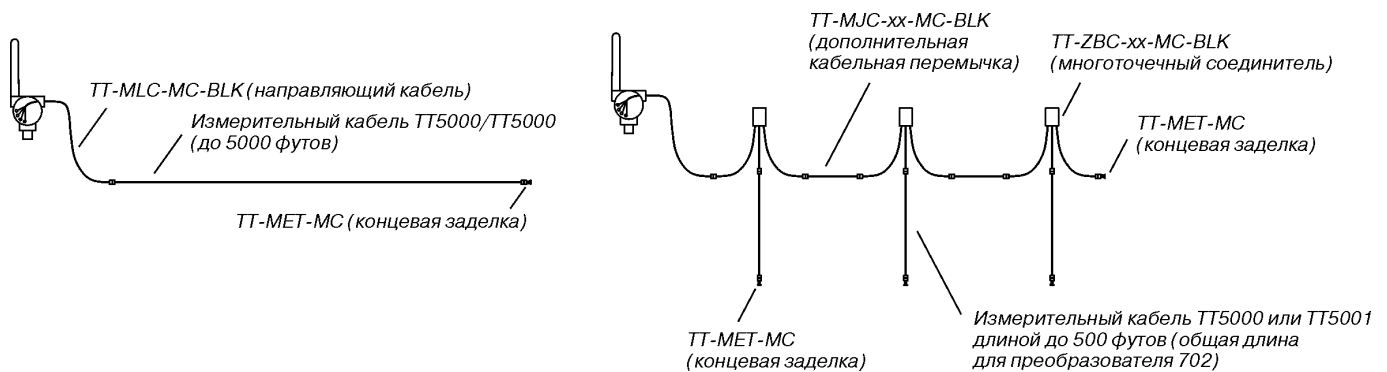 TT-MLC-MC-BLK (направляющий кабель)
Измерительный кабель TT5000/TT5000
(до 5000 футов)
TT-MET-MC (концевая заделка)
TT-MJC-xx-MC-BLK
(дополнительная
кабельная перемычка)
TT-ZBC-xx-MC-BLK
(многоточечный соединитель)
TT-MET-MC
(концевая заделка)
TT-MET-MC
(концевая заделка)
Измерительный кабель TT5000 или TT5001
длиной до 500 футов (общая длина
для преобразователя 702)